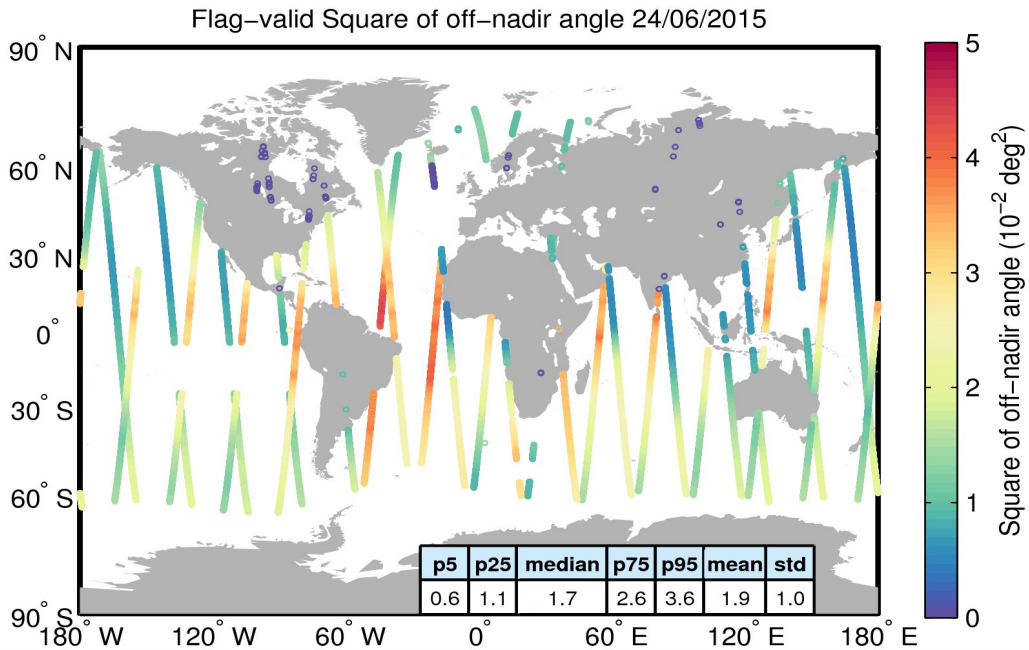 Flag−valid Square of off−nadir angle 24/06/2015
90° N
60° N
30° N
0°
30° S
60° S
90° S
180° W
120° W
60° W
0°
60° E
120° E
180° E
p5 p25 median p75 p95 mean std
0.6 1.1 1.7 2.6 3.6 1.9 1.0
5
4
3
2
1
0
Square of off−nadir angle (10⁻² deg²)